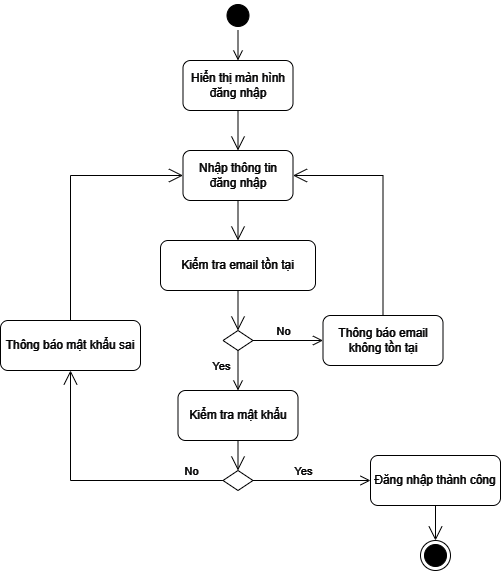 Hiển thị màn hình
đăng nhập
Nhập thông tin
đăng nhập
Kiểm tra email tồn tại
No
Thông báo email
không tồn tại
Thông báo mật khẩu sai
Yes
Kiểm tra mật khẩu
No
Yes
Đăng nhập thành công